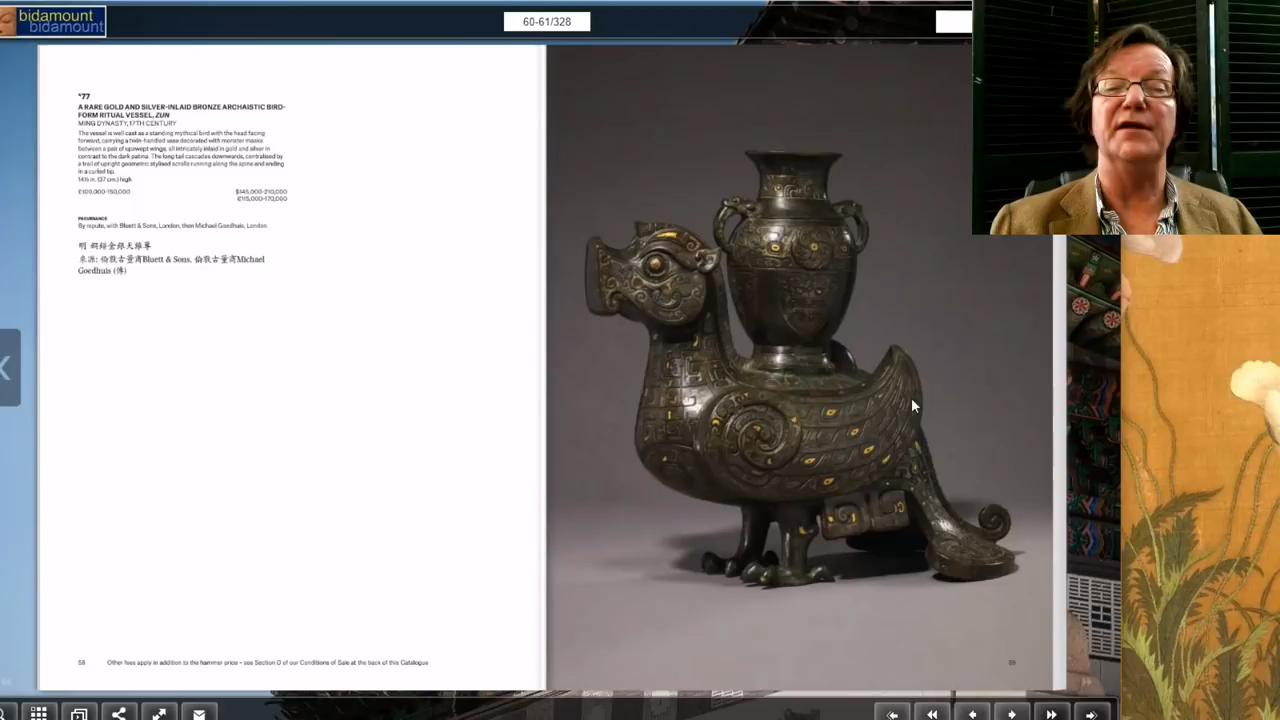 bidamount
bidamount
60-61/328
*77
A RARE GOLD AND SILVER-INLAID BRONZE ARCHAISTIC BIRD-
FORM RITUAL VESSEL, ZUN
MING DYNASTY, 17TH CENTURY
The vessel is well cast as a standing mythical bird with the head facing
forward, carrying a twin-handled vase decorated with monster masks
between a pair of upswept wings, all intricately inlaid in gold and silver in
contrast to the dark patina. The long tail cascades downwards, centralised by
a trail of upright geometric stylised scrolls running along the spine and ending
in a curled tip.
14½ in. (37 cm.) high
£100,000-150,000 $145,000-210,000
€115,000-170,000
PROVENANCE
By repute, with Bluett & Sons, London, then Michael Goedhuis, London.
明 銅錯金銀天雞尊
來源: 倫敦古董商Bluett & Sons, 倫敦古董商Michael
Goedhuis (傳)
58 Other fees apply in addition to the hammer price – see Section D of our Conditions of Sale at the back of this Catalogue
59